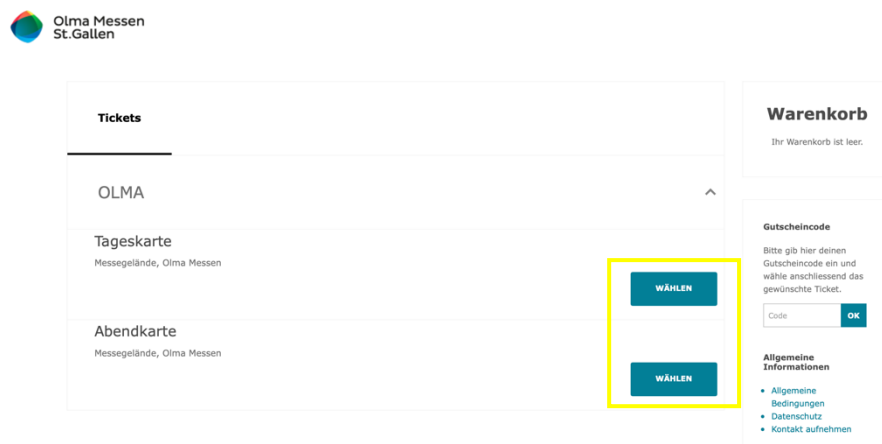 Olma Messen
St.Gallen
Tickets
OLMA
Tageskarte
Messegelände, Olma Messen
WÄHLEN
Abendkarte
Messegelände, Olma Messen
WÄHLEN
Warenkorb
Ihr Warenkorb ist leer.
Gutscheincode
Bitte gib hier deinen
Gutscheincode ein und
wähle anschliessend das
gewünschte Ticket.
Code
OK
Allgemeine
Informationen
Allgemeine
Bedingungen
Datenschutz
Kontakt aufnehmen